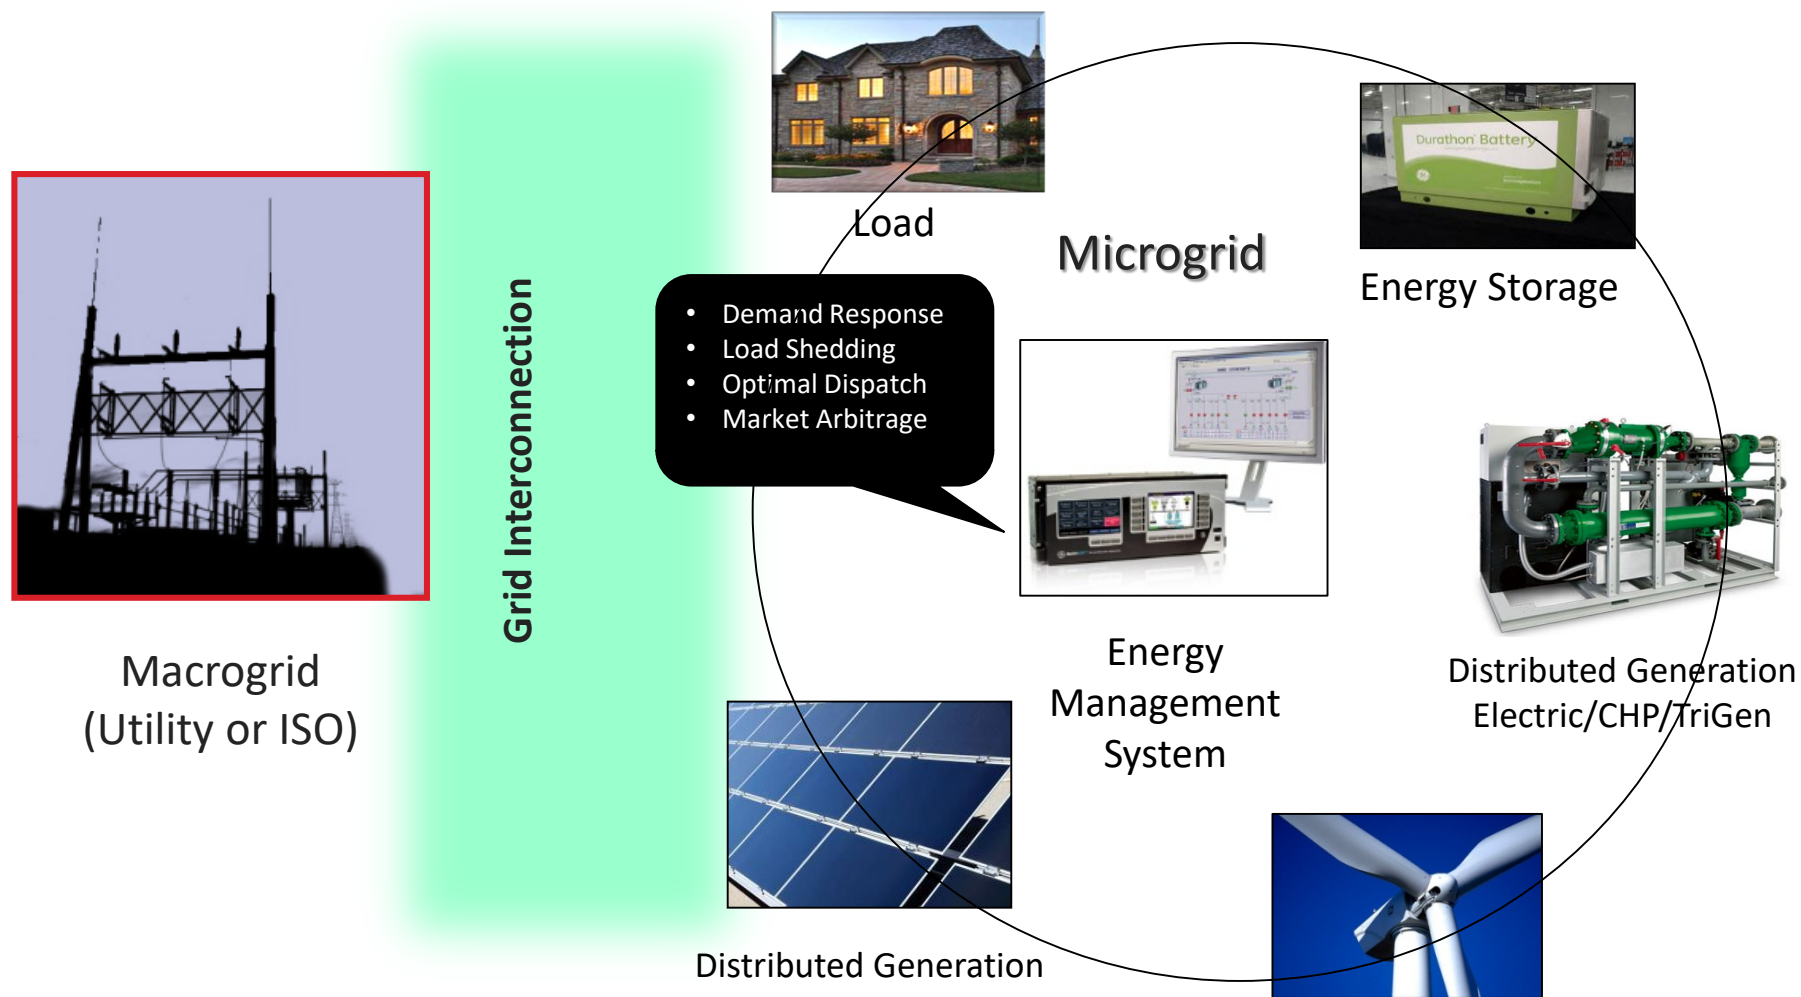 Load
Microgrid
Durathon Battery
Energy Storage
• Demand Response
• Load Shedding
• Optimal Dispatch
• Market Arbitrage
Grid Interconnection
Macrogrid
(Utility or ISO)
Energy
Management
System
Distributed Generation
Electric/CHP/TriGen
Distributed Generation